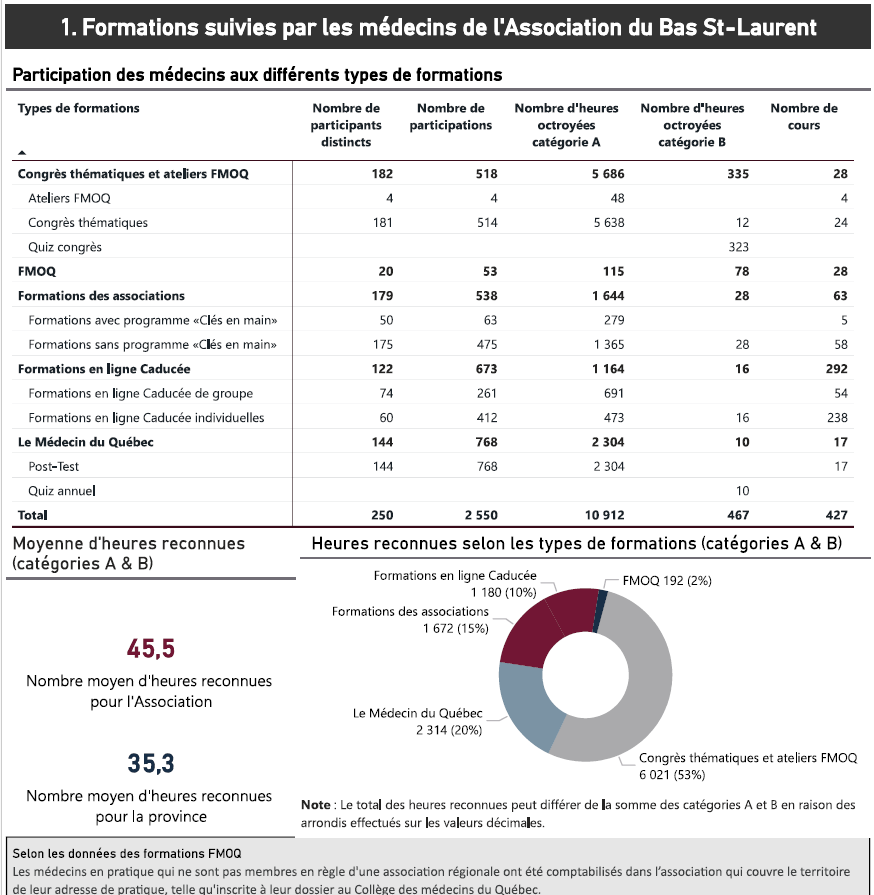 1. Formations suivies par les médecins de l'Association du Bas St-Laurent
Participation des médecins aux différents types de formations
Types de formations Nombre de participants distincts Nombre de participations Nombre d'heures octroyées catégorie A Nombre d'heures octroyées catégorie B Nombre de cours
Congrès thématiques et ateliers FMOQ 182 518 5 686 335 28
Ateliers FMOQ 4 4 48 4
Congrès thématiques 181 514 5 638 12 24
Quiz congrès 323
FMOQ 20 53 115 78 28
Formations des associations 179 538 1 644 28 63
Formations avec programme «Clés en main» 50 63 279 5
Formations sans programme «Clés en main» 175 475 1 365 28 58
Formations en ligne Caducée 122 673 1 164 16 292
Formations en ligne Caducée de groupe 74 261 691 54
Formations en ligne Caducée individuelles 60 412 473 16 238
Le Médecin du Québec 144 768 2 304 10 17
Post-Test 144 768 2 304 17
Quiz annuel 10
Total 250 2 550 10 912 467 427
Moyenne d'heures reconnues
(catégories A & B)
45,5
Nombre moyen d'heures reconnues
pour l'Association
35,3
Nombre moyen d'heures reconnues
pour la province
Heures reconnues selon les types de formations (catégories A & B)
Formations en ligne Caducée
1 180 (10%)
FMOQ 192 (2%)
Formations des associations
1 672 (15%)
Le Médecin du Québec
2 314 (20%)
Congrès thématiques et ateliers FMOQ
6 021 (53%)
Note : Le total des heures reconnues peut différer de la somme des catégories A et B en raison des
arrondis effectués sur les valeurs décimales.
Selon les données des formations FMOQ
Les médecins en pratique qui ne sont pas membres en règle d'une association régionale ont été comptabilisés dans l'association qui couvre le territoire
de leur adresse de pratique, telle qu'inscrite à leur dossier au Collège des médecins du Québec.